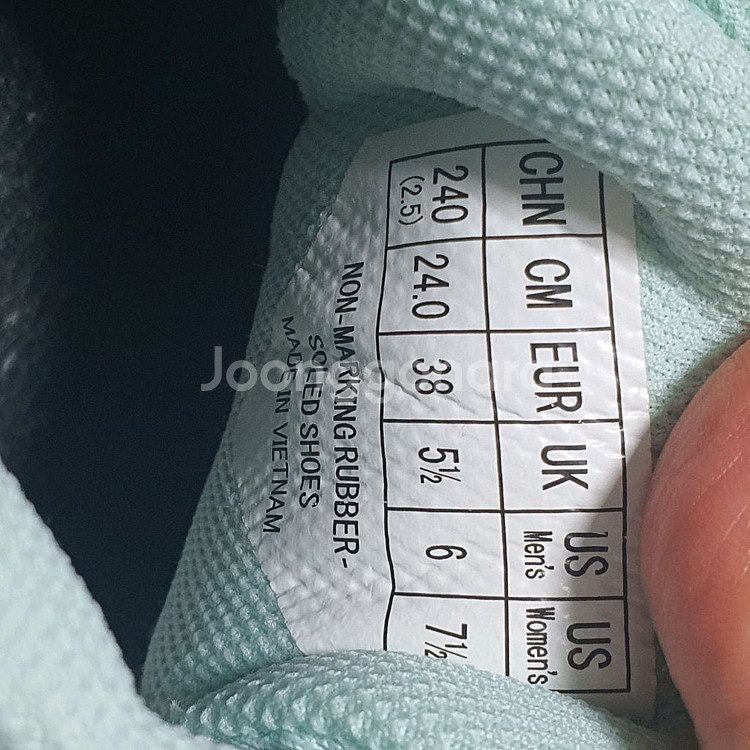 CHN CM EUR UK US Men's US Women's
240 (2.5) 24.0 38 5½ 6 7½
NON-MARKING RUBBER-
SOLED SHOES
MADE IN VIETNAM